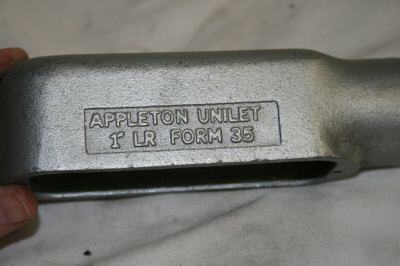 APPLETON UNILET
1" LR FORM 35